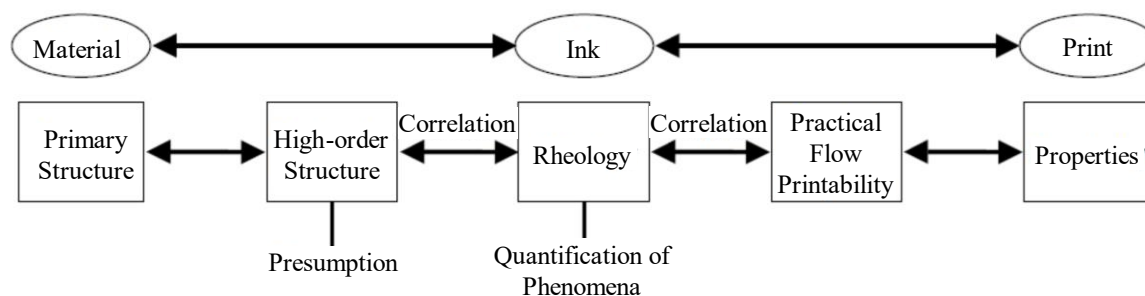 Material
Ink
Print
Primary
Structure
High-order
Structure
Correlation
Rheology
Correlation
Practical
Flow
Printability
Properties
Presumption
Quantification of
Phenomena